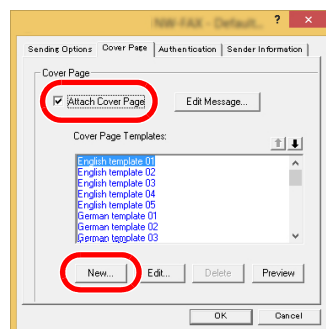 NW-FAX - Default... ? ×
Sending Options Cover Page Authentication Sender Information
Cover Page
Attach Cover Page Edit Message...
Cover Page Templates:
English template 01
English template 02
English template 03
English template 04
English template 05
German template 01
German template 02
German template 03
New... Edit... Delete Preview
OK Cancel